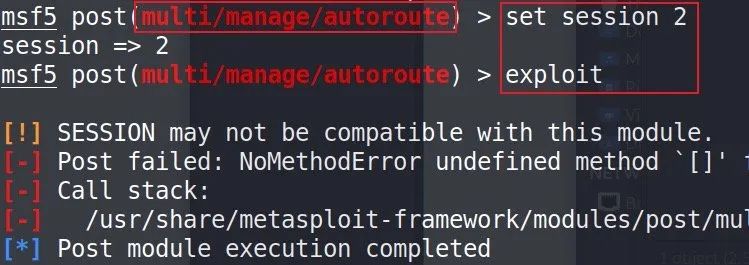 msf5 post(multi/manage/autoroute) > set session 2
session => 2
msf5 post(multi/manage/autoroute) > exploit
[!] SESSION may not be compatible with this module.
[-] Post failed: NoMethodError undefined method `[]'
[-] Call stack:
[-]   /usr/share/metasploit-framework/modules/post/mul
[*] Post module execution completed